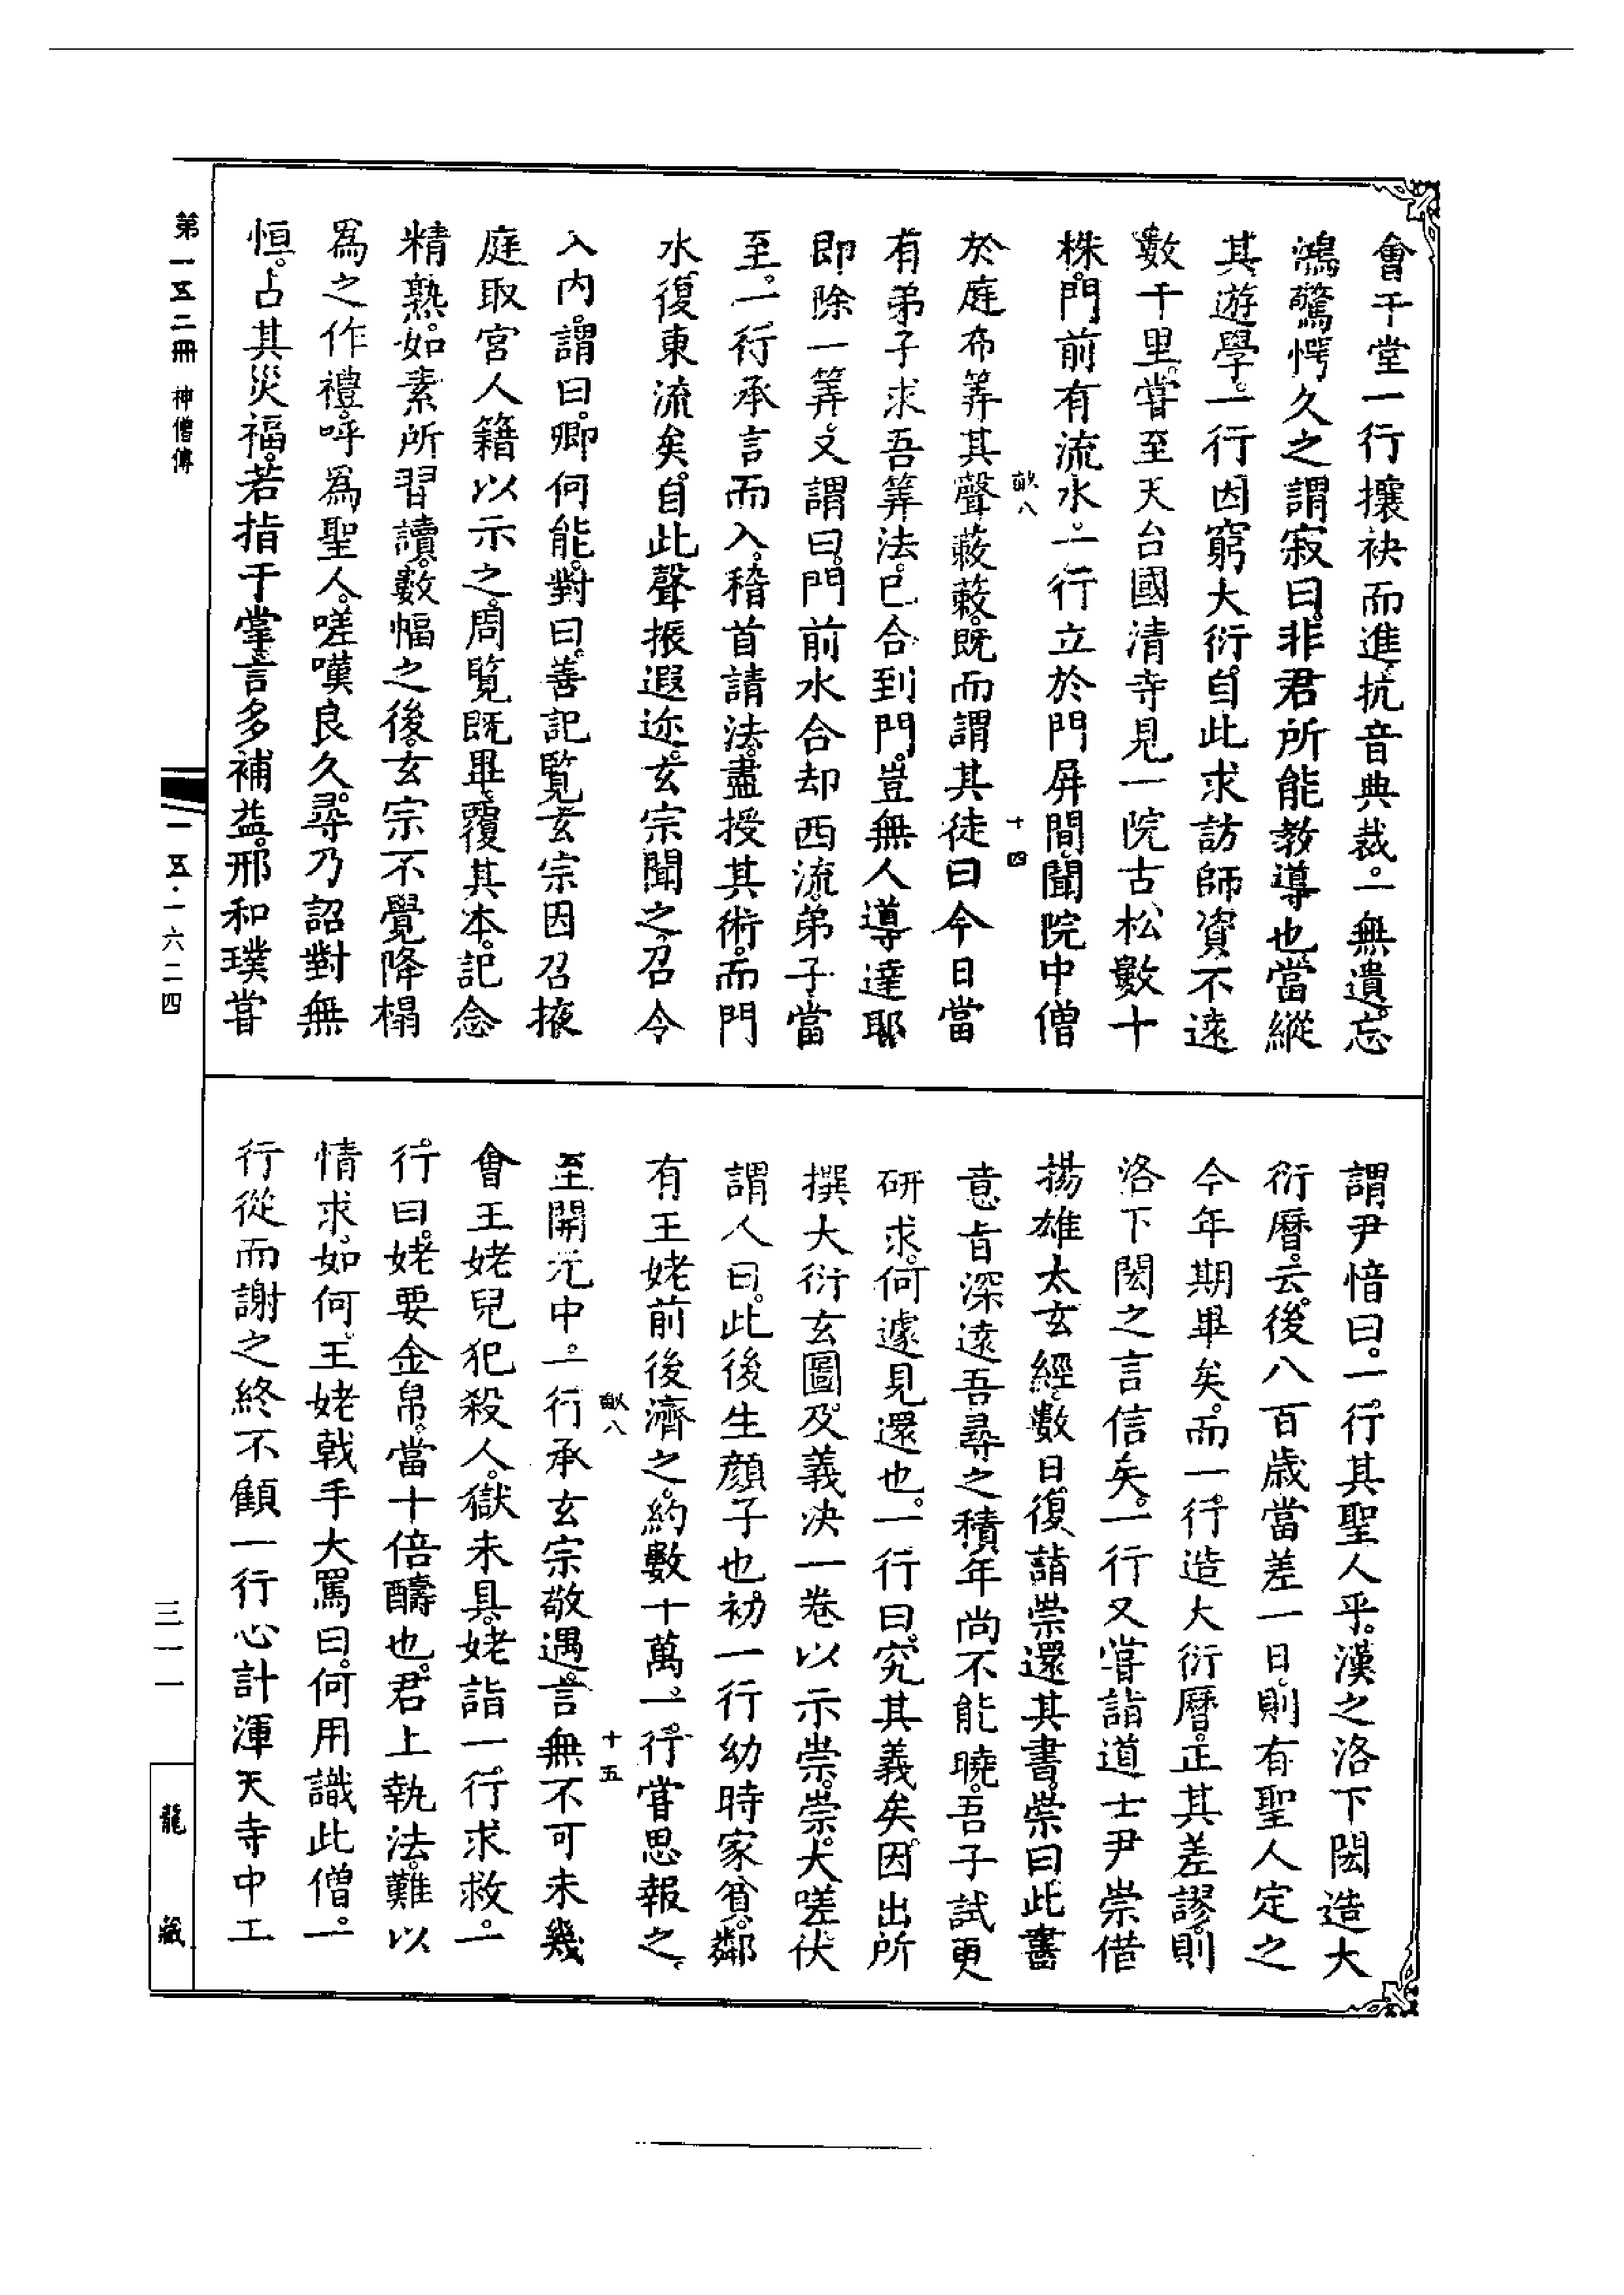 會于堂一行攘袂而進抗音典裁。一無遺。忘
鴻驚愕久之謂寂曰。非君所能教導也當縱
其遊學。一行因窮大衍。自此求訪師資不遠
數千里。嘗至天台國清寺見一院古松數十
株。門前有流水。一行立於門屏間。聞院中僧
畝八 十四
於庭布筭其聲蔌蔌。既而謂其徒曰今日當
有弟子求吾筭法。已合到門。豈無人導達耶
即除一筭。又謂曰。門前水合却西流。弟子當
至。一行承言而入。稽首請法。盡授其術。而門
水復東流矣。自此聲振遐迩。玄宗聞之召令
入内。謂曰。卿何能。對曰。善記覽玄宗因召掖
庭取宮人籍以示之。周覽既畢。覆其本。記念
精熟。如素所習讀。數幅之後。玄宗不覺降榻
爲之作禮。呼爲聖人。嗟嘆良久。尋乃詔對無
恒。占其災福。若指于掌。言多補益。邢和璞嘗
謂尹愔曰。一行其聖人乎。漢之洛下閎造大
衍曆。云。後八百歲當差一日。則有聖人定之
今年期畢矣。而一行造大衍曆。正其差謬。則
洛下閎之言信矣。一行又嘗詣道士尹崇借
揚雄太玄經。數日。復詣崇還其書。崇曰此書
意旨深遠吾尋之積年尚不能曉。吾子試更
研求。何遽見還也。一行曰。究其義矣。因出所
撰大衍玄圖。及義決一卷以示崇。崇大嗟伏
謂人曰。此後生顔子也。初一行幼時家貧。鄰
有王姥前後濟之。約數十萬。一行嘗思報之
畝八 十五
至開元中。一行承玄宗敬遇。言無不可未幾
會王姥兒犯殺人。獄未具。姥詣一行求救。一
行曰。姥要金帛。當十倍醻也。君上執法。難以
情求。如何。王姥戟手大罵曰。何用識此僧。一
行從而謝之終不顧一行心計渾天寺中工
第一五二冊 神僧傳
一五·一六二四
三一一
龍藏